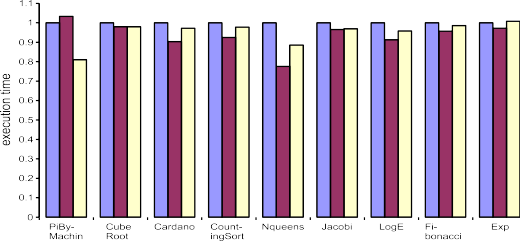 1.1
1
0.9
0.8
0.7
0.6
0.5
0.4
0.3
0.2
0.1
0
execution time
PiBy-
Machin
Cube
Root
Cardano
Count-
ingSort
Nqueens
Jacobi
LogE
Fi-
bonacci
Exp